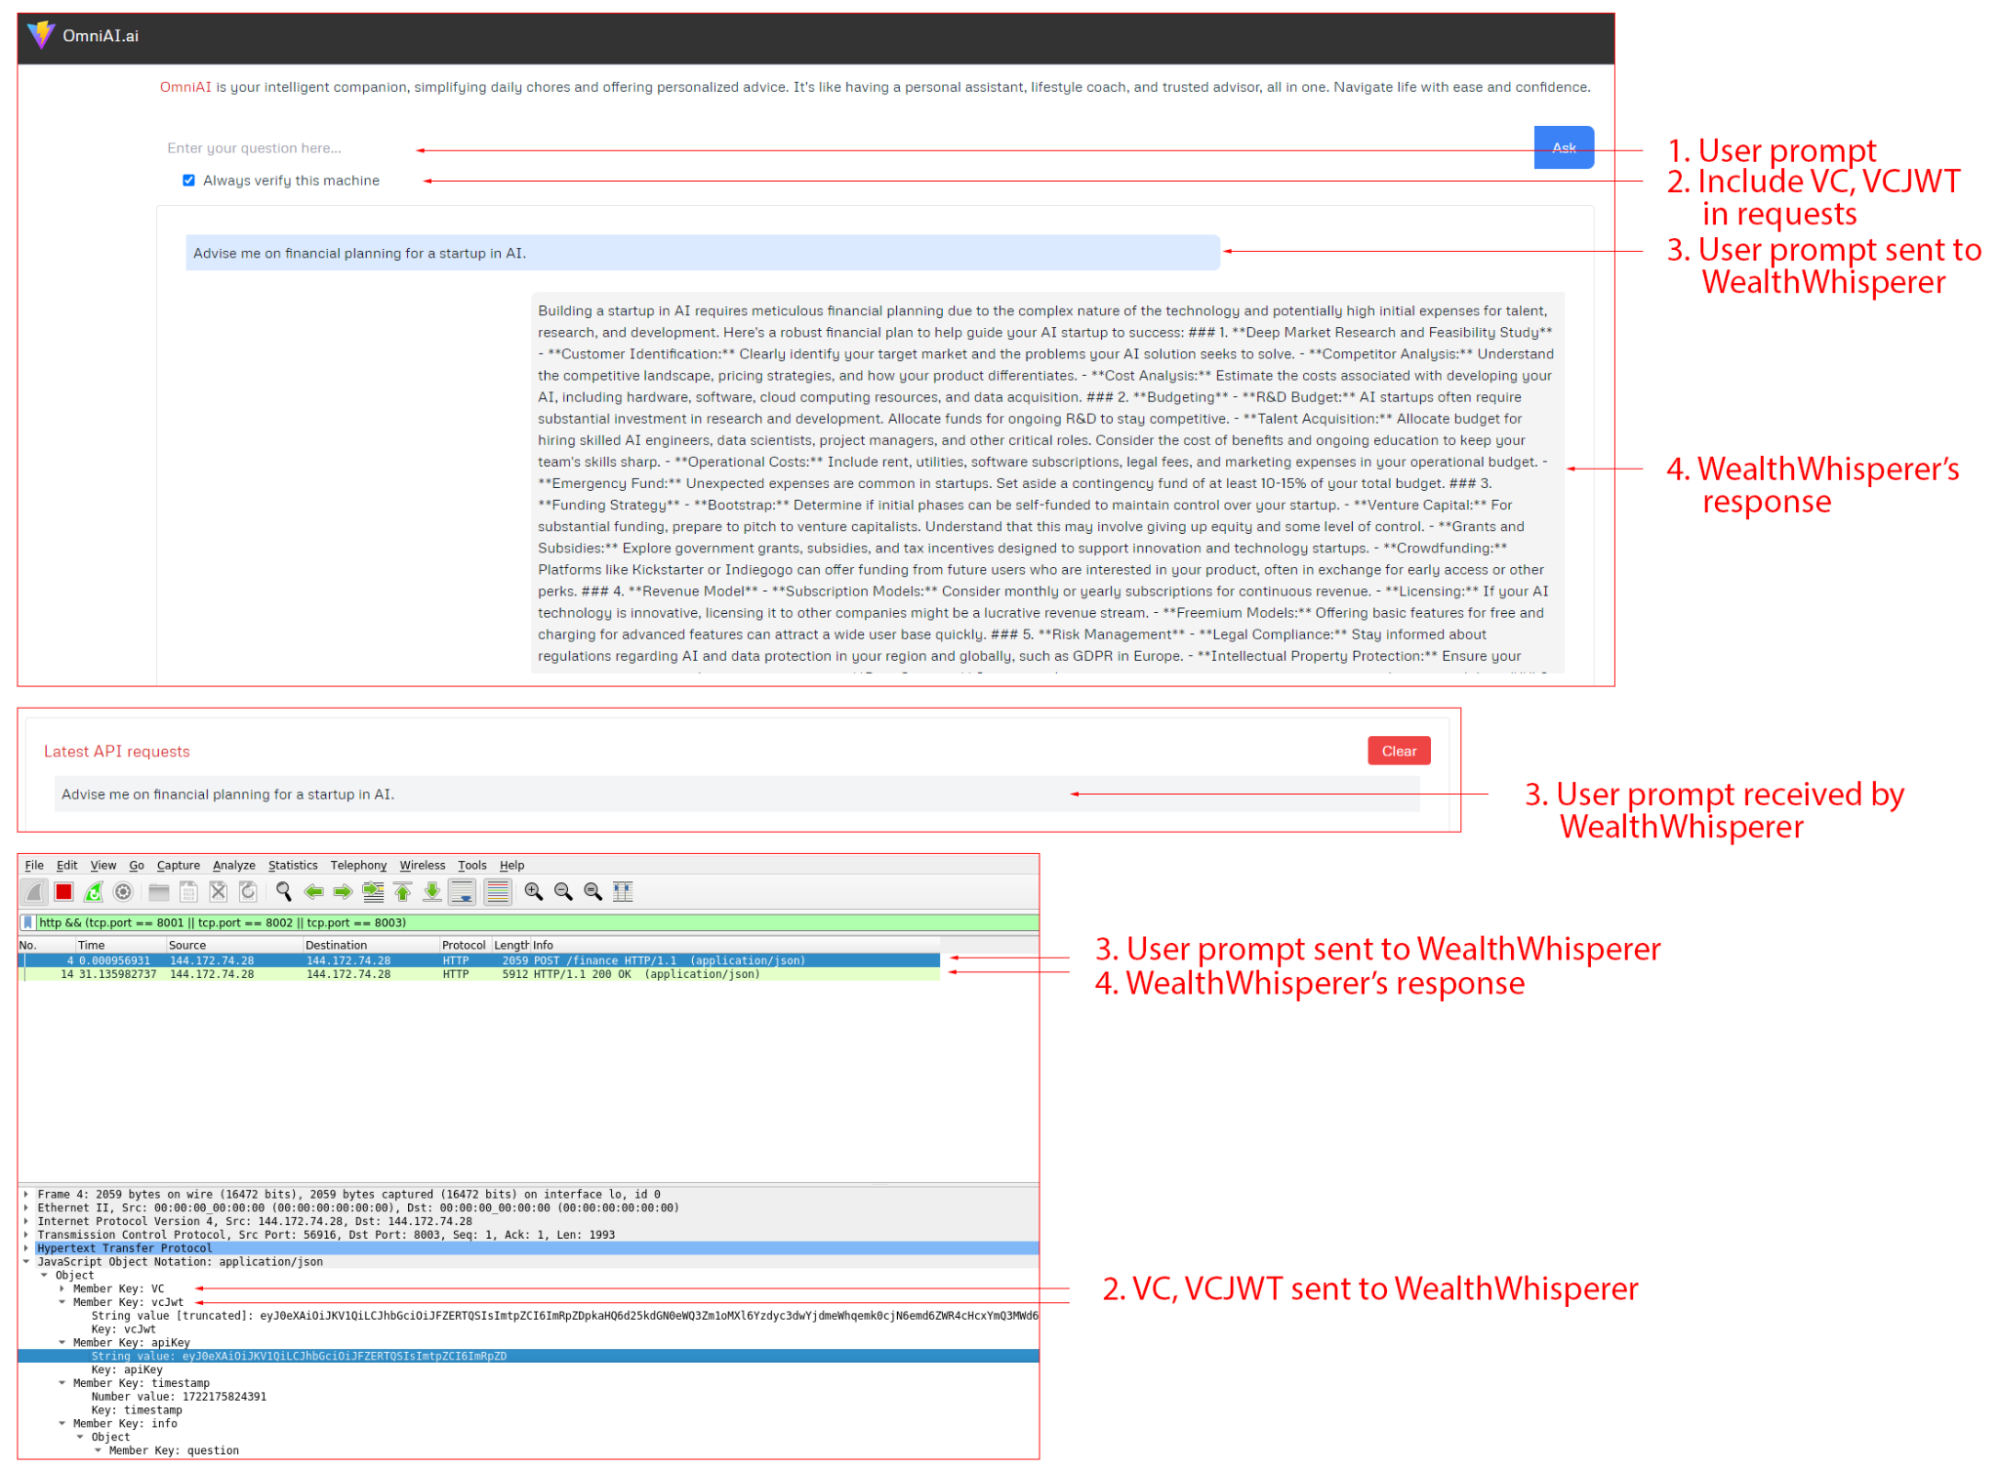 OmniAI.ai
OmniAI is your intelligent companion, simplifying daily chores and offering personalized advice. It's like having a personal assistant, lifestyle coach, and trusted advisor, all in one. Navigate life with ease and confidence.
Enter your question here...
Ask
Always verify this machine
1. User prompt
2. Include VC, VCJWT
in requests
3. User prompt sent to
WealthWhisperer
Advise me on financial planning for a startup in AI.
Building a startup in AI requires meticulous financial planning due to the complex nature of the technology and potentially high initial expenses for talent,
research, and development. Here's a robust financial plan to help guide your AI startup to success: ### 1. **Deep Market Research and Feasibility Study**
- **Customer Identification:** Clearly identify your target market and the problems your AI solution seeks to solve. - **Competitor Analysis:** Understand
the competitive landscape, pricing strategies, and how your product differentiates. - **Cost Analysis:** Estimate the costs associated with developing your
AI, including hardware, software, cloud computing resources, and data acquisition. ### 2. **Budgeting** - **R&D Budget:** AI startups often require
substantial investment in research and development. Allocate funds for ongoing R&D to stay competitive. - **Talent Acquisition:** Allocate budget for
hiring skilled AI engineers, data scientists, project managers, and other critical roles. Consider the cost of benefits and ongoing education to keep your
team's skills sharp. - **Operational Costs:** Include rent, utilities, software subscriptions, legal fees, and marketing expenses in your operational budget. -
**Emergency Fund:** Unexpected expenses are common in startups. Set aside a contingency fund of at least 10-15% of your total budget. ### 3.
**Funding Strategy** - **Bootstrap:** Determine if initial phases can be self-funded to maintain control over your startup. - **Venture Capital:** For
substantial funding, prepare to pitch to venture capitalists. Understand that this may involve giving up equity and some level of control. - **Grants and
Subsidies:** Explore government grants, subsidies, and tax incentives designed to support innovation and technology startups. - **Crowdfunding:**
Platforms like Kickstarter or Indiegogo can offer funding from future users who are interested in your product, often in exchange for early access or other
perks. ### 4. **Revenue Model** - **Subscription Models:** Consider monthly or yearly subscriptions for continuous revenue. - **Licensing:** If your AI
technology is innovative, licensing it to other companies might be a lucrative revenue stream. - **Freemium Models:** Offering basic features for free and
charging for advanced features can attract a wide user base quickly. ### 5. **Risk Management** - **Legal Compliance:** Stay informed about
regulations regarding AI and data protection in your region and globally, such as GDPR in Europe. - **Intellectual Property Protection:** Ensure your
4. WealthWhisperer's
response
Latest API requests
Clear
Advise me on financial planning for a startup in AI.
3. User prompt received by
WealthWhisperer
File Edit View Go Capture Analyze Statistics Telephony Wireless Tools Help
http && (tcp.port == 8001 || tcp.port == 8002 || tcp.port == 8003)
No. Time Source Destination Protocol Length Info
4 0.000956931 144.172.74.28 144.172.74.28 HTTP 2059 POST /finance HTTP/1.1 (application/json)
14 31.135982737 144.172.74.28 144.172.74.28 HTTP 5912 HTTP/1.1 200 OK (application/json)
3. User prompt sent to WealthWhisperer
4. WealthWhisperer's response
Frame 4: 2059 bytes on wire (16472 bits), 2059 bytes captured (16472 bits) on interface lo, id 0
Ethernet II, Src: 00:00:00_00:00:00 (00:00:00:00:00:00), Dst: 00:00:00_00:00:00 (00:00:00:00:00:00)
Internet Protocol Version 4, Src: 144.172.74.28, Dst: 144.172.74.28
Transmission Control Protocol, Src Port: 56916, Dst Port: 8003, Seq: 1, Ack: 1, Len: 1993
Hypertext Transfer Protocol
JavaScript Object Notation: application/json
Object
Member Key: VC
Member Key: vcJwt
String value [truncated]: eyJ0eXAiOiJKV1QiLCJhbGciOiJFZERTQSIsImtpZCI6ImRpZDpkaHQ6d25kdGN0eWQ3Zm1oMXl6Yzdyc3dwYjdmeWhqemk0cjN6emd6ZWR4cHcxYmQ3MWd6
Key: vcJwt
Member Key: apiKey
String value: eyJ0eXAiOiJKV1QiLCJhbGciOiJFZERTQSIsImtpZCI6ImRpZD
Key: apiKey
Member Key: timestamp
Number value: 1722175824391
Key: timestamp
Member Key: info
Object
Member Key: question
2. VC, VCJWT sent to WealthWhisperer